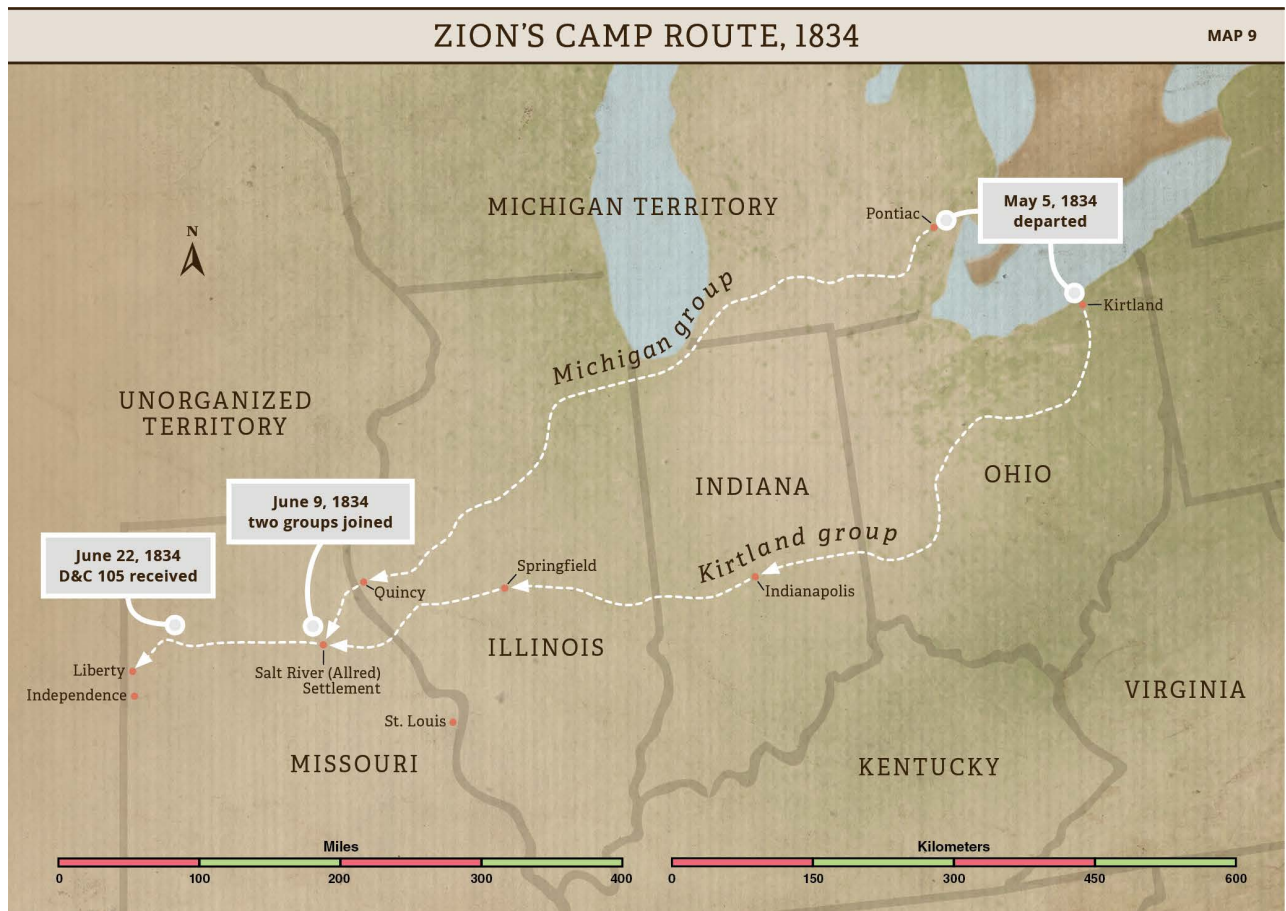 ZION'S CAMP ROUTE, 1834
MAP 9
MICHIGAN TERRITORY
Pontiac
May 5, 1834
departed
N
Michigan group
Kirtland
UNORGANIZED
TERRITORY
INDIANA
OHIO
June 9, 1834
two groups joined
June 22, 1834
D&C 105 received
Kirtland group
Springfield
Quincy
Indianapolis
ILLINOIS
Liberty
Independence
Salt River (Allred)
Settlement
St. Louis
VIRGINIA
MISSOURI
KENTUCKY
Miles
0 100 200 300 400
Kilometers
0 150 300 450 600